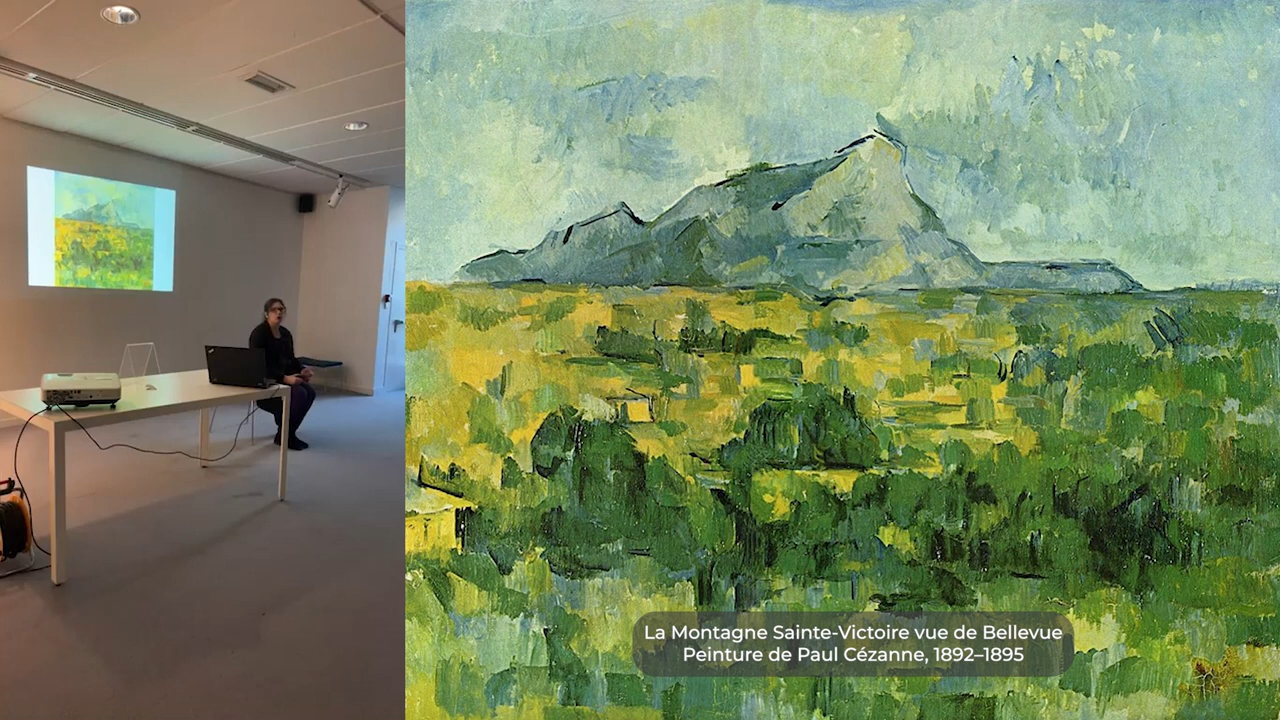 La Montagne Sainte-Victoire vue de Bellevue
Peinture de Paul Cézanne, 1892–1895